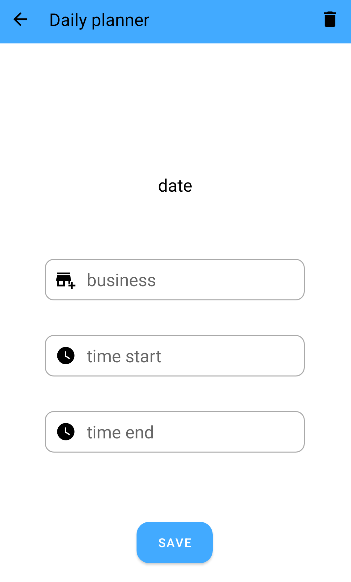 Daily planner
date
business
time start
time end
SAVE